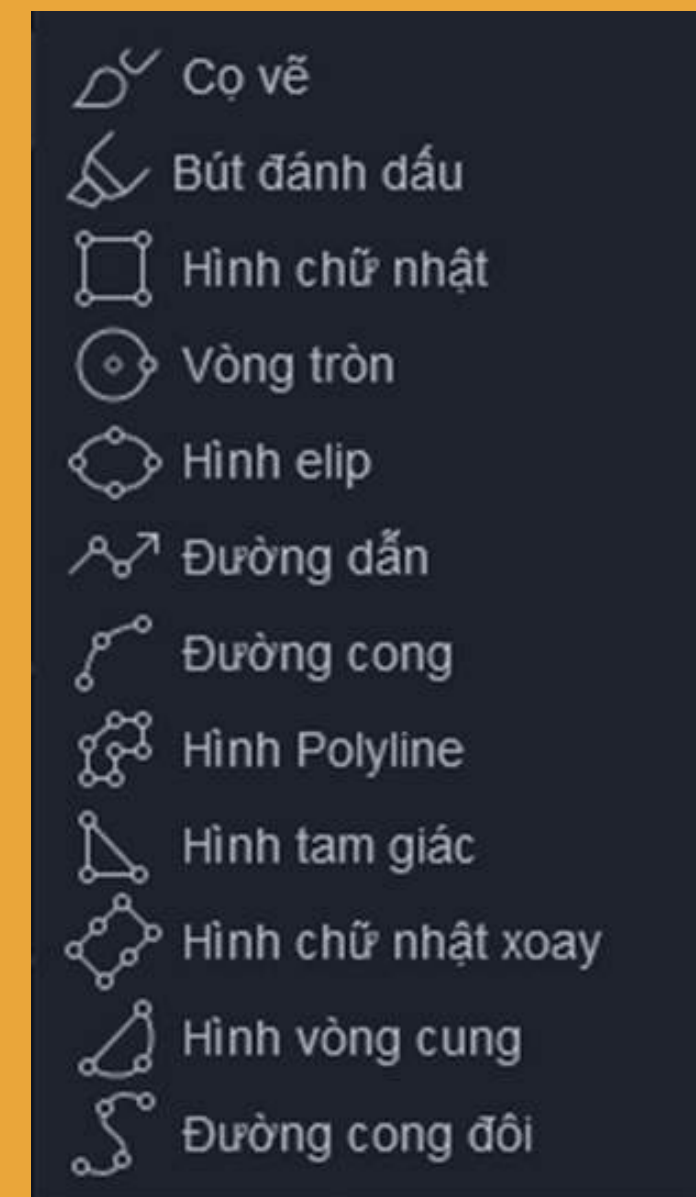 Cọ vẽ
Bút đánh dấu
Hình chữ nhật
Vòng tròn
Hình elip
Đường dẫn
Đường cong
Hình Polyline
Hình tam giác
Hình chữ nhật xoay
Hình vòng cung
Đường cong đôi